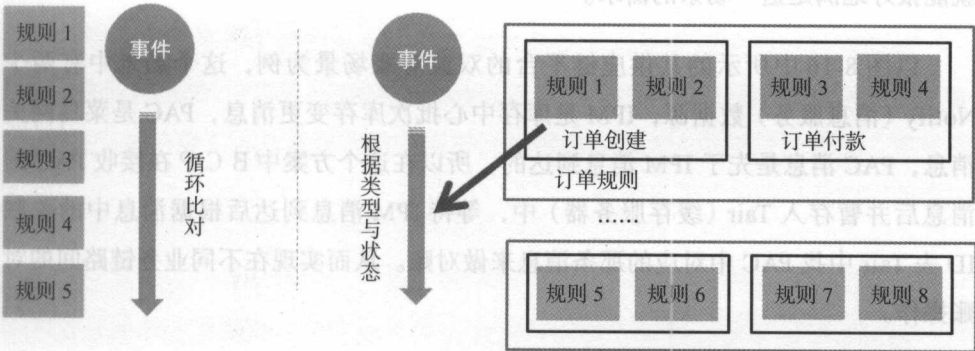 规则 1
规则 2
规则 3
规则 4
规则 5
事件
循环比对
事件
根据类型与状态
规则 1
规则 2
订单创建
规则 3
规则 4
订单付款
订单规则
……
规则 5
规则 6
规则 7
规则 8